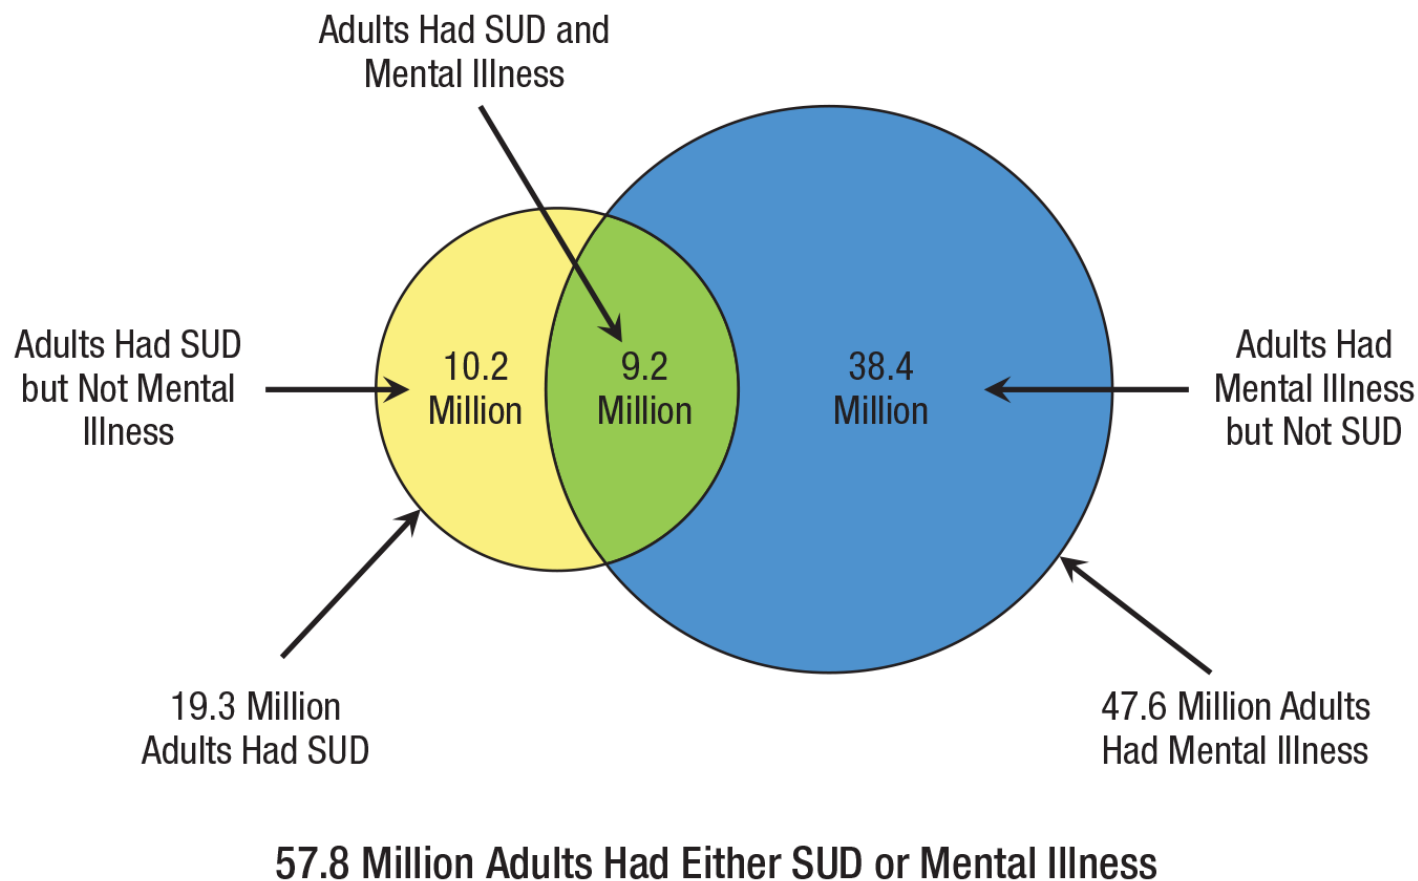 Adults Had SUD and
Mental Illness
Adults Had SUD
but Not Mental
Illness
10.2
Million
9.2
Million
38.4
Million
Adults Had
Mental Illness
but Not SUD
19.3 Million
Adults Had SUD
47.6 Million Adults
Had Mental Illness
57.8 Million Adults Had Either SUD or Mental Illness